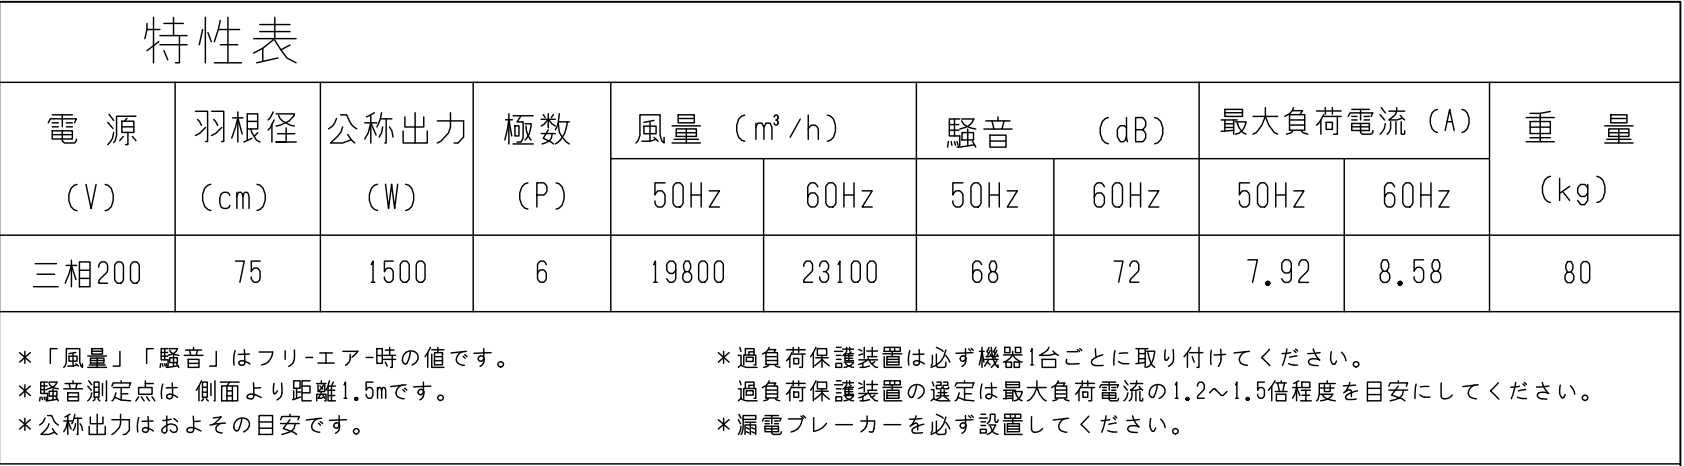 特性表
電 源 羽根径 公称出力 極数 風量 (m³/h) 騒音 (dB) 最大負荷電流 (A) 重 量
(V) (cm) (W) (P) 50Hz 60Hz 50Hz 60Hz 50Hz 60Hz (kg)
三相200 75 1500 6 19800 23100 68 72 7.92 8.58 80
*「風量」「騒音」はフリ-エア-時の値です。
*騒音測定点は 側面より距離1.5mです。
*公称出力はおよその目安です。
*過負荷保護装置は必ず機器1台ごとに取り付けてください。
過負荷保護装置の選定は最大負荷電流の1.2～1.5倍程度を目安にしてください。
*漏電ブレーカーを必ず設置してください。